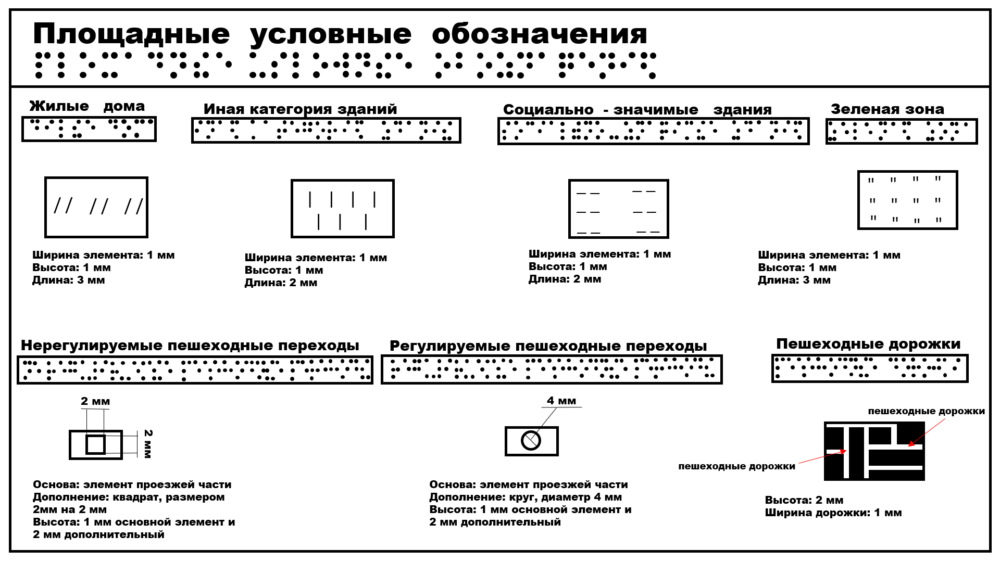 Площадные условные обозначения
Жилые дома
Иная категория зданий
Социально - значимые здания
Зеленая зона
Ширина элемента: 1 мм
Высота: 1 мм
Длина: 3 мм
Ширина элемента: 1 мм
Высота: 1 мм
Длина: 2 мм
Ширина элемента: 1 мм
Высота: 1 мм
Длина: 2 мм
Ширина элемента: 1 мм
Высота: 1 мм
Длина: 3 мм
Нерегулируемые пешеходные переходы
Регулируемые пешеходные переходы
Пешеходные дорожки
2 мм
2 мм
4 мм
пешеходные дорожки
пешеходные дорожки
Основа: элемент проезжей части
Дополнение: квадрат, размером
2мм на 2 мм
Высота: 1 мм основной элемент и
2 мм дополнительный
Основа: элемент проезжей части
Дополнение: круг, диаметр 4 мм
Высота: 1 мм основной элемент и
2 мм дополнительный
Высота: 2 мм
Ширина дорожки: 1 мм